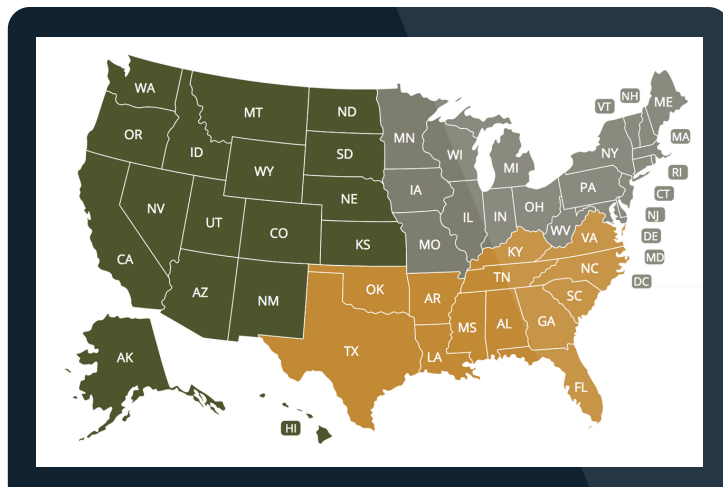 WA
MT
ND
MN
OR
ID
SD
WI
MI
NY
VT
NH
ME
MA
RI
CT
NJ
DE
MD
DC
WY
NE
IA
PA
NV
UT
CO
KS
MO
IL
IN
OH
WV
VA
KY
CA
AZ
NM
OK
AR
TN
NC
SC
TX
LA
MS
AL
GA
FL
AK
HI